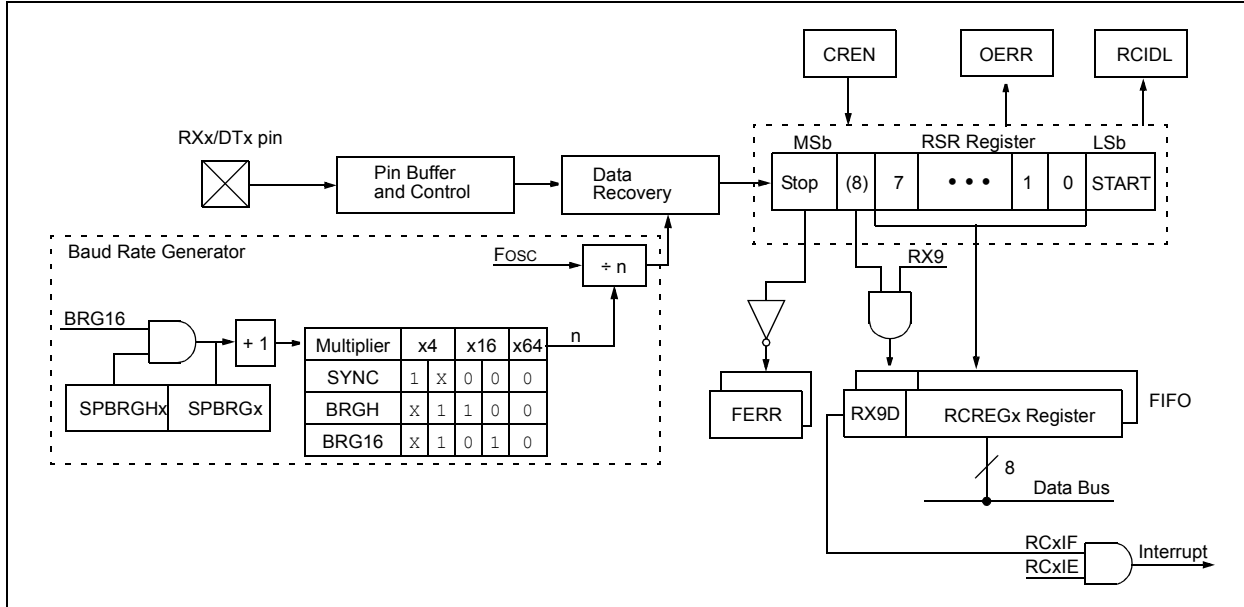 CREN OERR RCIDL
RXx/DTx pin
MSb RSR Register LSb
Pin Buffer
and Control
Data
Recovery
Stop (8) 7 • • • 1 0 START
Baud Rate Generator
FOSC
÷ n
RX9
BRG16
+ 1
n
Multiplier x4 x16 x64
SYNC 1 X 0 0 0
BRGH X 1 1 0 0
BRG16 X 1 0 1 0
SPBRGHx SPBRGx
FERR
RX9D RCREGx Register
FIFO
8
Data Bus
RCxIF
RCxIE
Interrupt